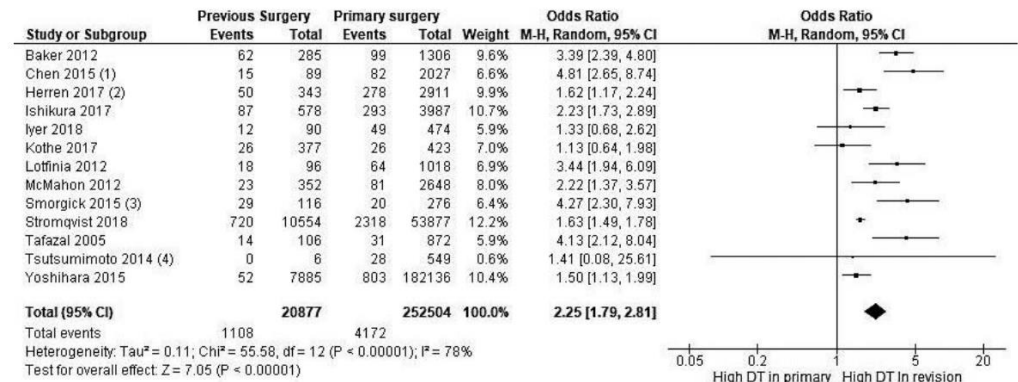 Previous Surgery Primary surgery Odds Ratio Odds Ratio
Study or Subgroup Events Total Events Total Weight M-H, Random, 95% CI M-H, Random, 95% CI
Baker 2012 62 285 99 1306 9.6% 3.39 [2.39, 4.80]
Chen 2015 (1) 15 89 82 2027 6.6% 4.81 [2.65, 8.74]
Herren 2017 (2) 50 343 278 2911 9.9% 1.62 [1.17, 2.24]
Ishikura 2017 87 578 293 3987 10.7% 2.23 [1.73, 2.89]
Iyer 2018 12 90 49 474 5.9% 1.33 [0.68, 2.62]
Kothe 2017 26 377 26 423 7.1% 1.13 [0.64, 1.98]
Lotfinia 2012 18 96 64 1018 6.9% 3.44 [1.94, 6.09]
McMahon 2012 23 352 81 2648 8.0% 2.22 [1.37, 3.57]
Smorgick 2015 (3) 29 116 20 276 6.4% 4.27 [2.30, 7.93]
Stromqvist 2018 720 10554 2318 53877 12.2% 1.63 [1.49, 1.78]
Tafazal 2005 14 106 31 872 5.9% 4.13 [2.12, 8.04]
Tsutsumimoto 2014 (4) 0 6 28 549 0.6% 1.41 [0.08, 25.61]
Yoshihara 2015 52 7885 803 182136 10.4% 1.50 [1.13, 1.99]
Total (95% CI) 20877 252504 100.0% 2.25 [1.79, 2.81]
Total events 1108 4172
Heterogeneity: Tau² = 0.11; Chi² = 55.58, df = 12 (P < 0.00001); I² = 78%
Test for overall effect: Z = 7.05 (P < 0.00001)
0.05 0.2 1 5 20
High DT in primary High DT In revision